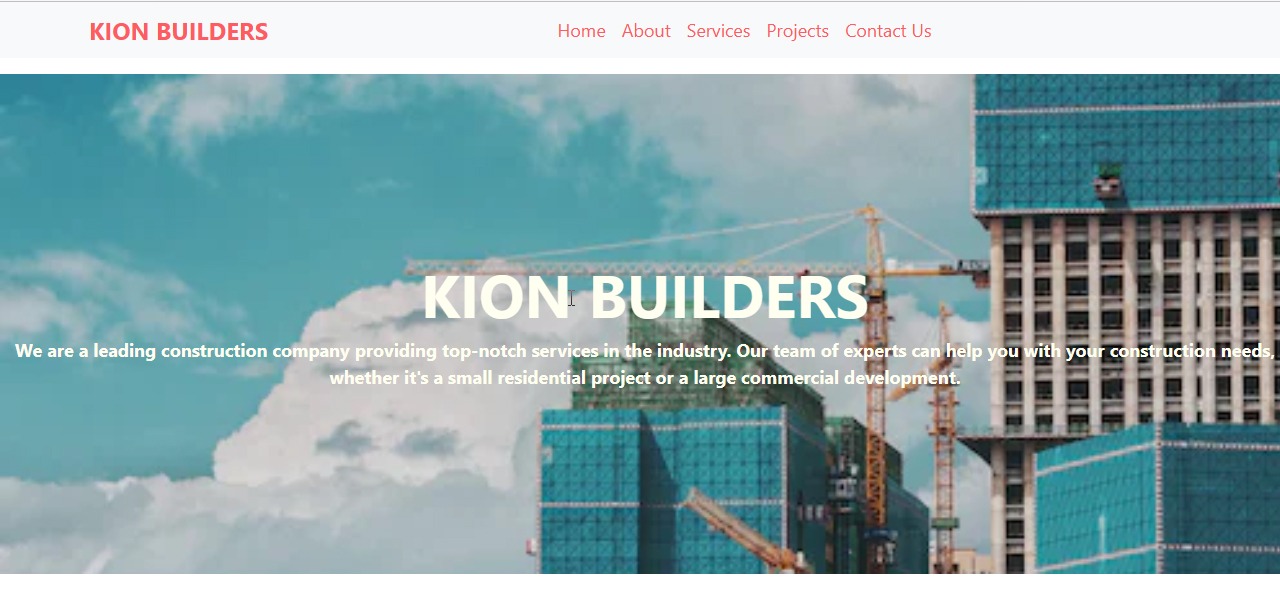 KION BUILDERS
Home About Services Projects Contact Us
KION BUILDERS
We are a leading construction company providing top-notch services in the industry. Our team of experts can help you with your construction needs,
whether it's a small residential project or a large commercial development.